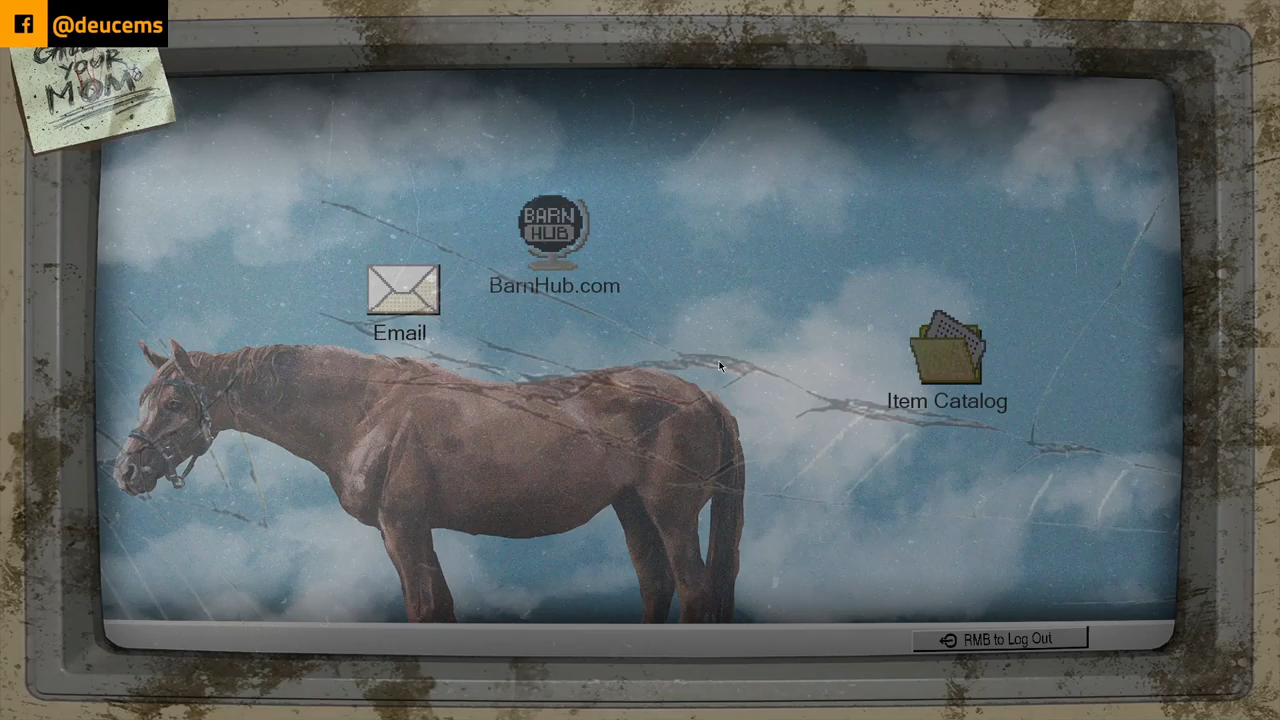 @deucems
YOUR
MOM
BARN
HUB
BarnHub.com
Email
Item Catalog
RMB to Log Out